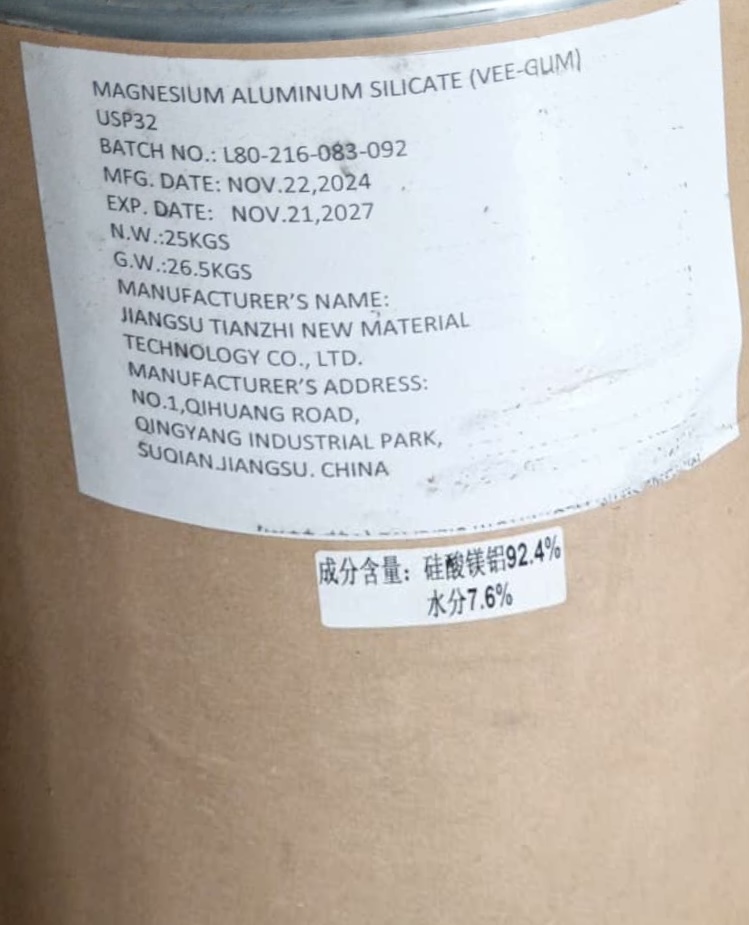 MAGNESIUM ALUMINUM SILICATE (VEE-GUM)
USP32
BATCH NO.: L80-216-083-092
MFG. DATE: NOV.22,2024
EXP. DATE: NOV.21,2027
N.W.:25KGS
G.W.:26.5KGS
MANUFACTURER'S NAME:
JIANGSU TIANZHI NEW MATERIAL
TECHNOLOGY CO., LTD.
MANUFACTURER'S ADDRESS:
NO.1,QIHUANG ROAD,
QINGYANG INDUSTRIAL PARK,
SUQIAN.JIANGSU. CHINA
成分含量：硅酸镁铝92.4%
水分7.6%